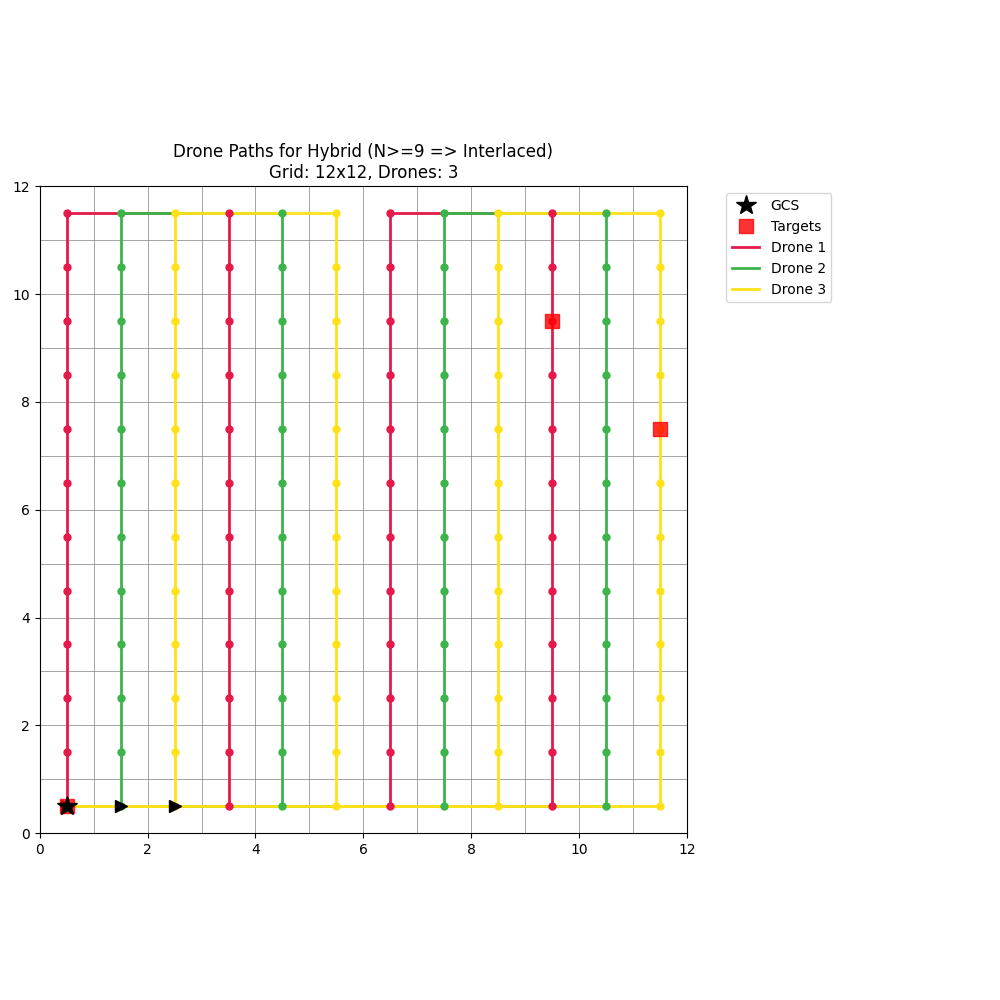 Drone Paths for Hybrid (N>=9 => Interlaced)
Grid: 12x12, Drones: 3
GCS
Targets
Drone 1
Drone 2
Drone 3
12
10
8
6
4
2
0
0 2 4 6 8 10 12